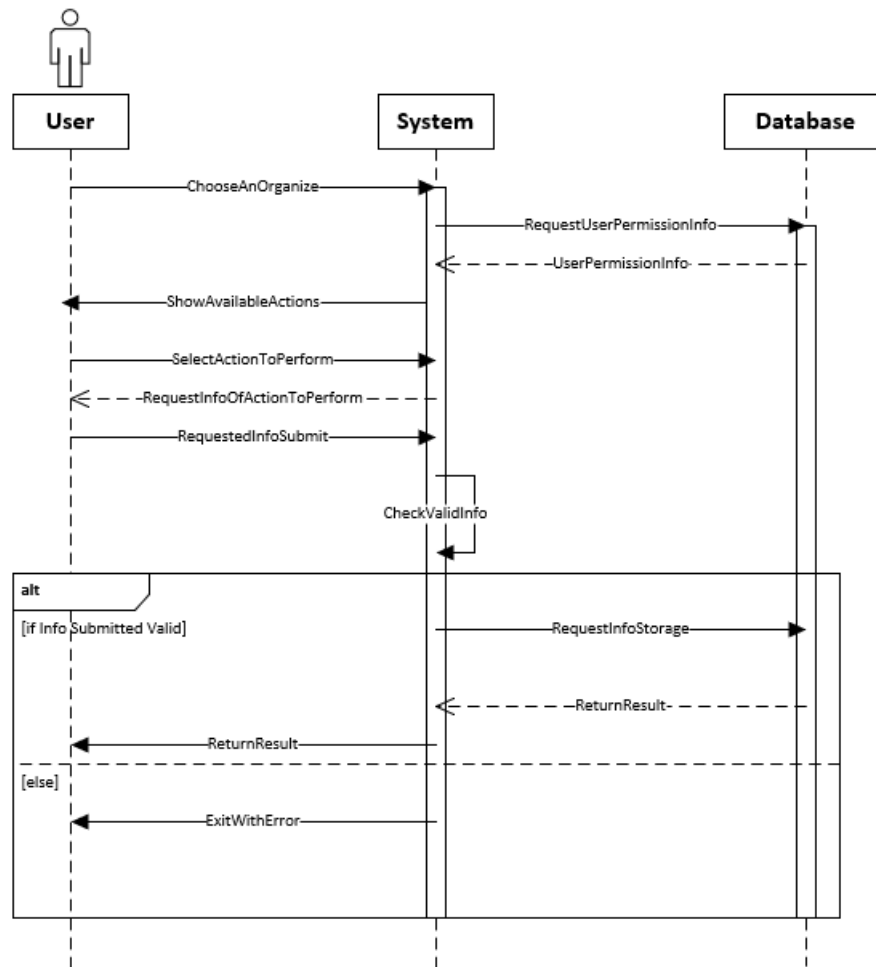 User
System
Database
ChooseAnOrganize
RequestUserPermissionInfo
UserPermissionInfo
ShowAvailableActions
SelectActionToPerform
RequestInfoOfActionToPerform
RequestedInfoSubmit
CheckValidInfo
alt
[if Info Submitted Valid]
RequestInfoStorage
ReturnResult
ReturnResult
[else]
ExitWithError